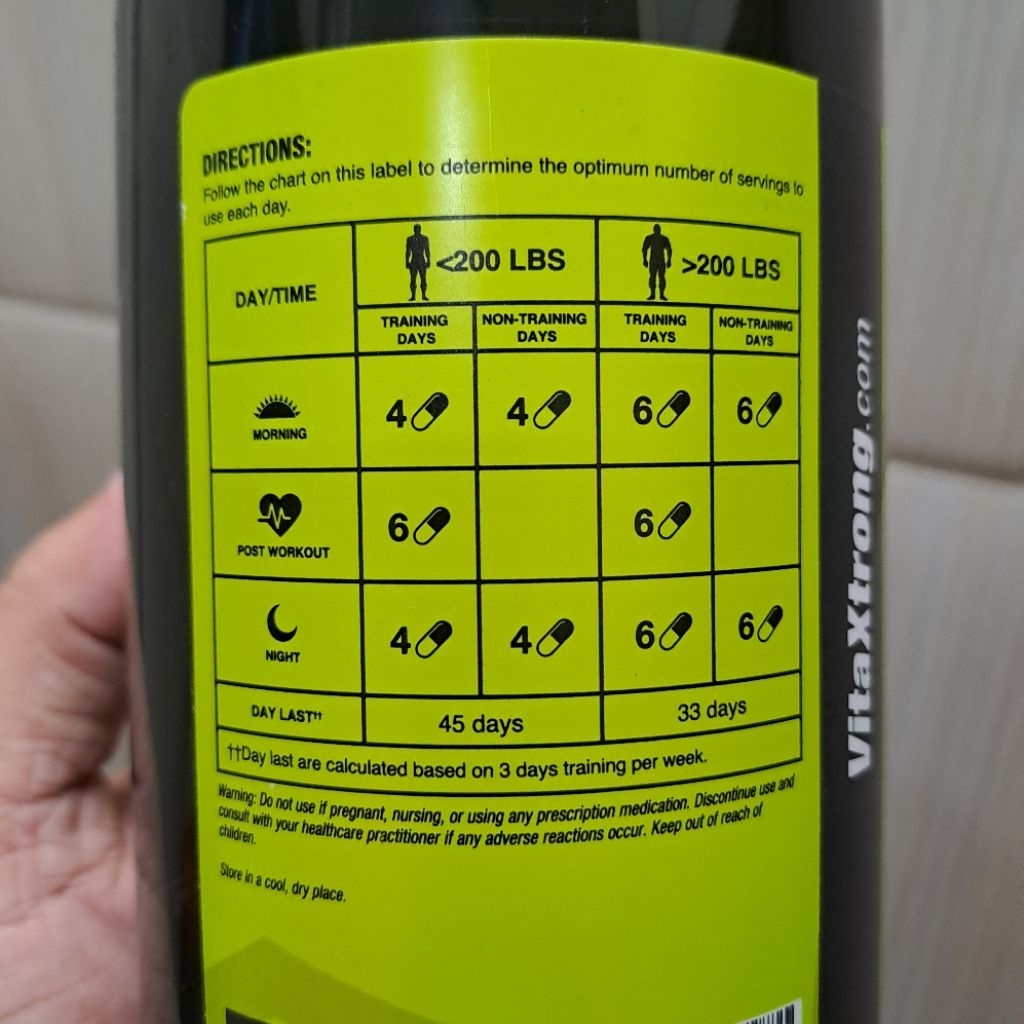 DIRECTIONS:
Follow the chart on this label to determine the optimum number of servings to
use each day.
DAY/TIME
<200 LBS
>200 LBS
TRAINING
DAYS
NON-TRAINING
DAYS
TRAINING
DAYS
NON-TRAINING
DAYS
MORNING
4
4
6
6
POST WORKOUT
6
6
NIGHT
4
4
6
6
DAY LAST††
45 days
33 days
††Day last are calculated based on 3 days training per week.
Warning: Do not use if pregnant, nursing, or using any prescription medication. Discontinue use and
consult with your healthcare practitioner if any adverse reactions occur. Keep out of reach of
children.
Store in a cool, dry place.
VitaXtrong.com